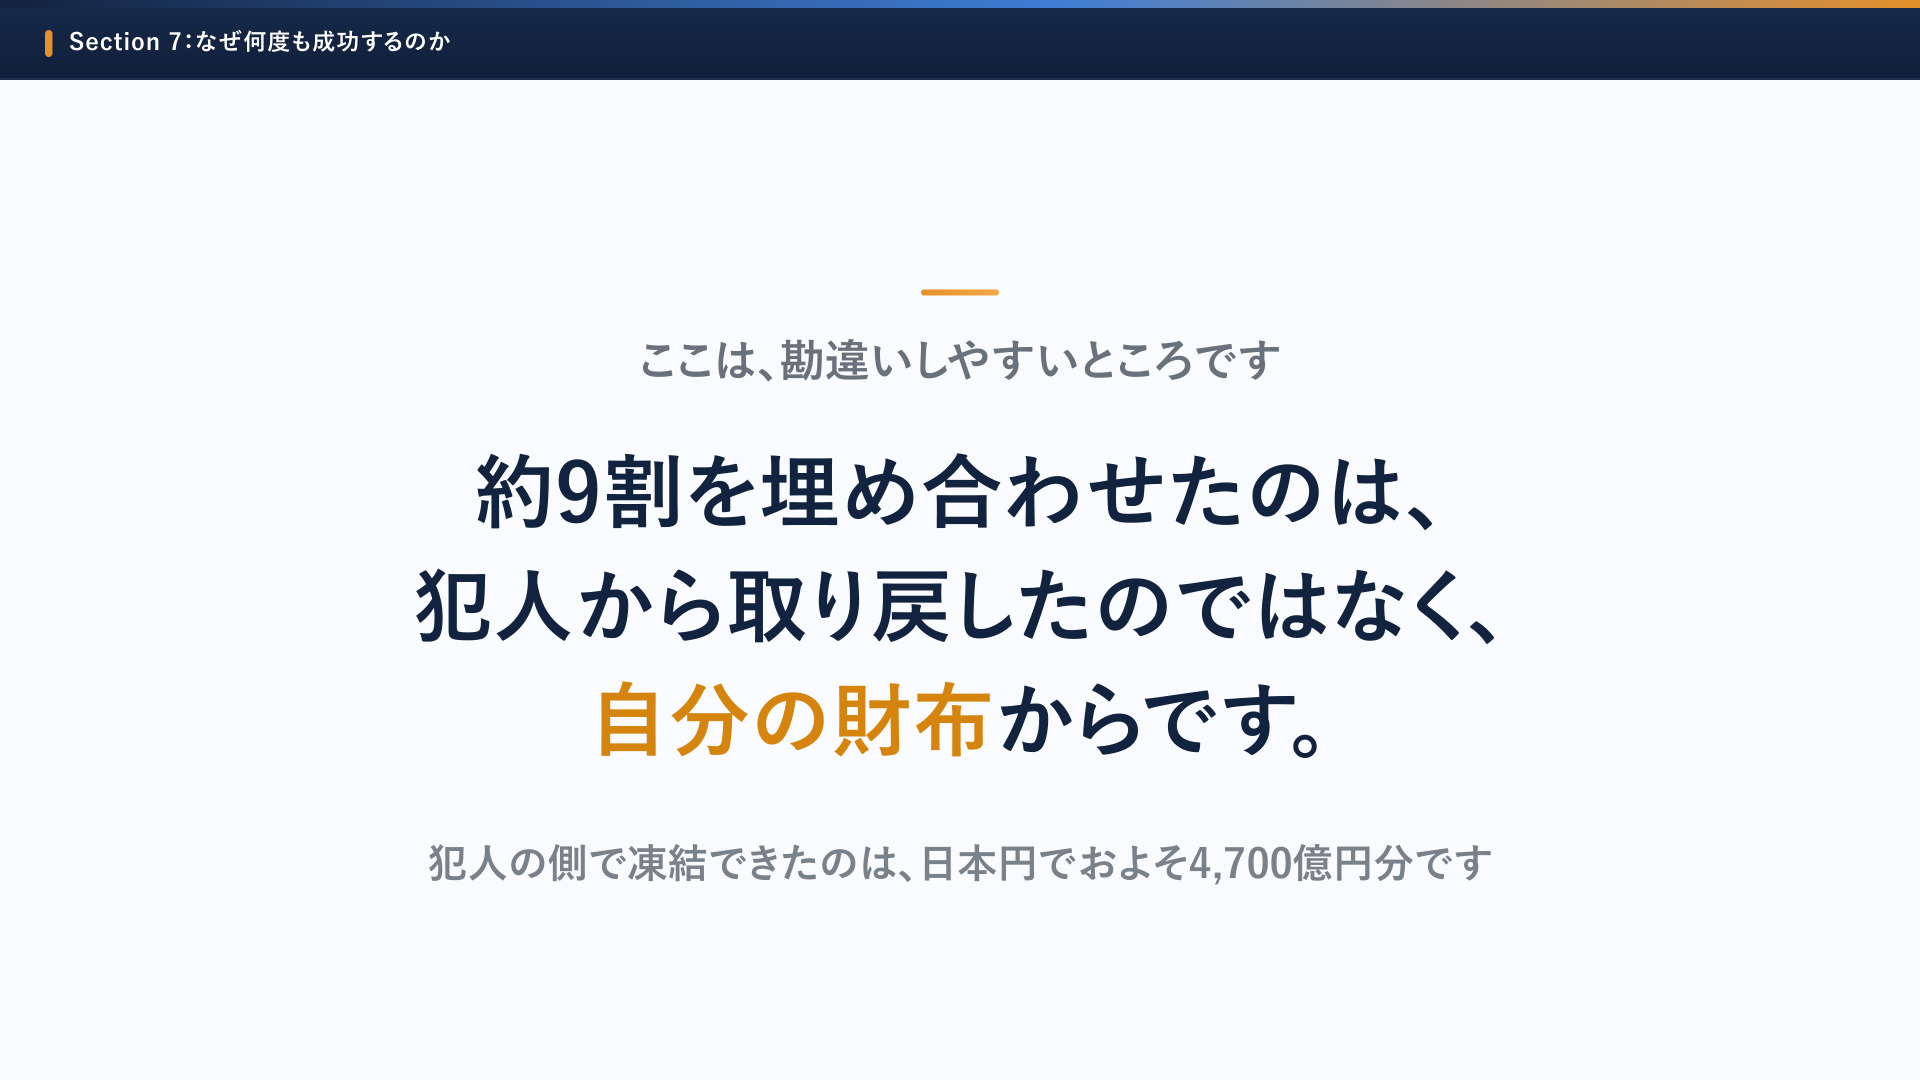 Section 7：なぜ何度も成功するのか
ここは、勘違いしやすいところです
約9割を埋め合わせたのは、
犯人から取り戻したのではなく、
自分の財布からです。
犯人の側で凍結できたのは、日本円でおよそ4,700億円分です